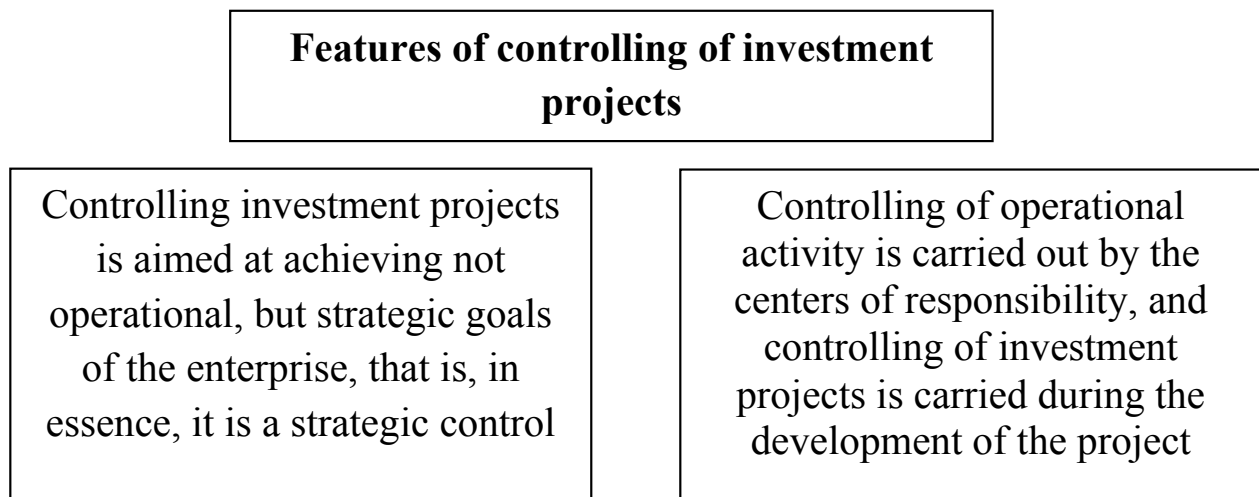 Features of controlling of investment
projects
Controlling investment projects
is aimed at achieving not
operational, but strategic goals
of the enterprise, that is, in
essence, it is a strategic control
Controlling of operational
activity is carried out by the
centers of responsibility, and
controlling of investment
projects is carried during the
development of the project